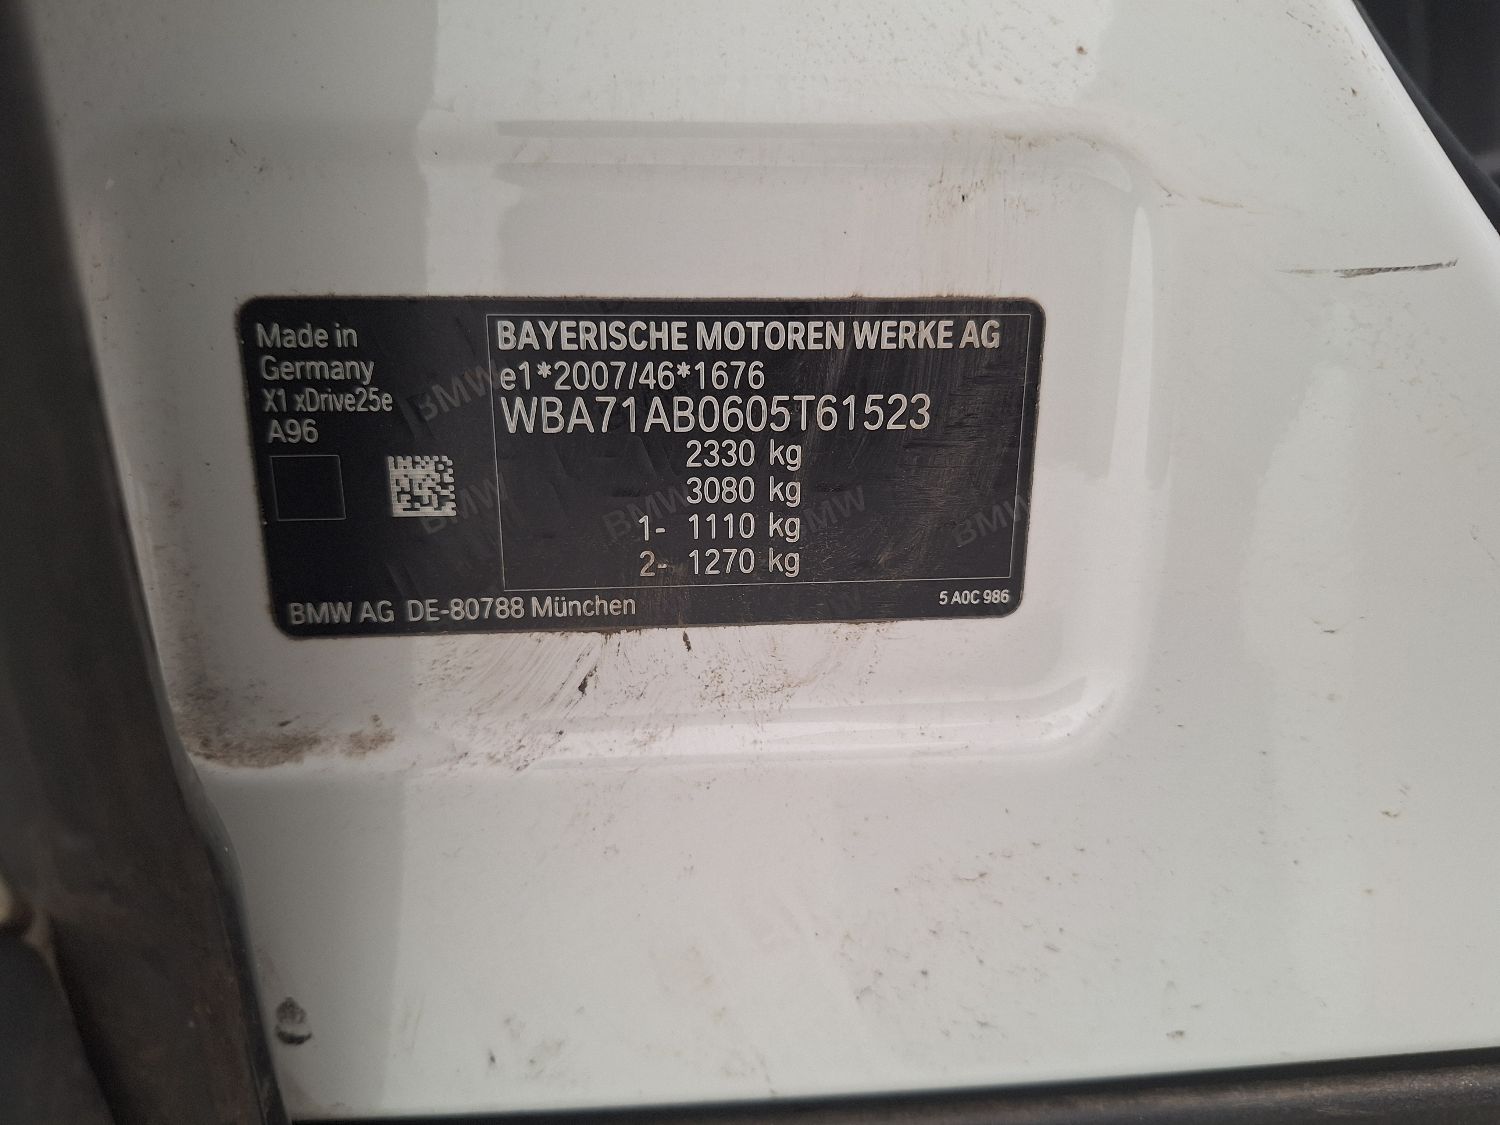 Made in
Germany
X1 xDrive25e
A96
BAYERISCHE MOTOREN WERKE AG
e1*2007/46*1676
WBA71AB0605T61523
2330 kg
3080 kg
1- 1110 kg
2- 1270 kg
BMW AG DE-80788 München
5 A0C 986